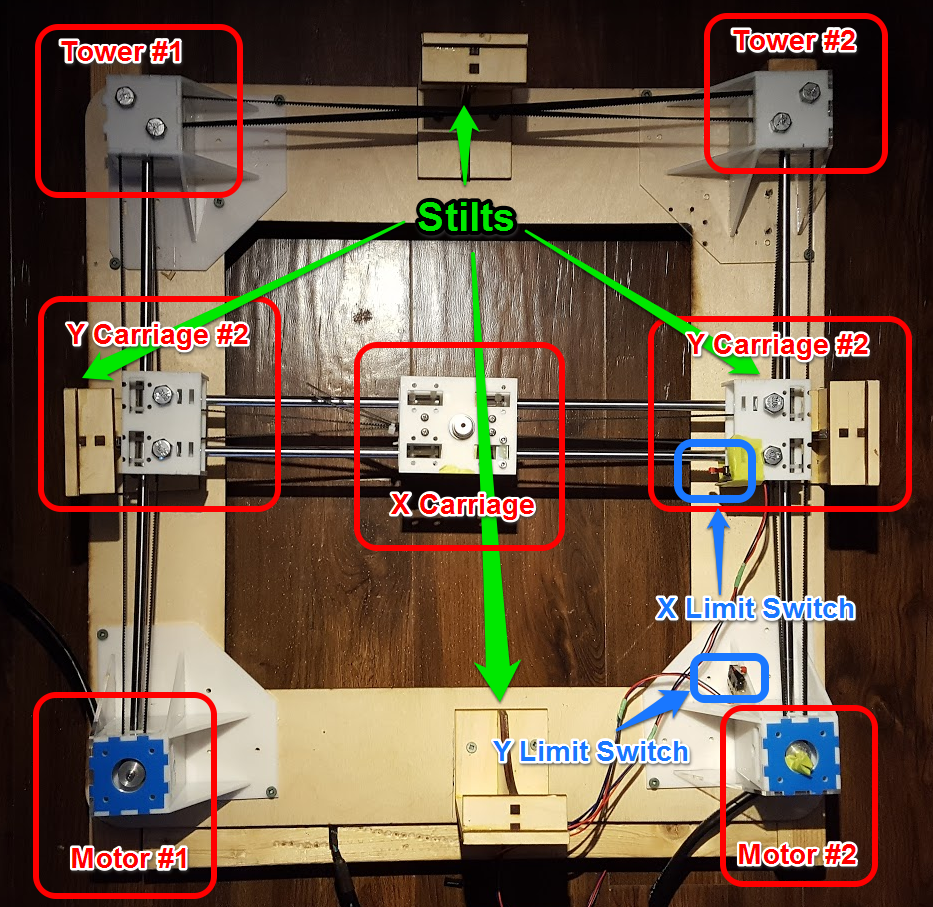 Tower #1
Tower #2
Stilts
Y Carriage #2
Y Carriage #2
X Carriage
X Limit Switch
Y Limit Switch
Motor #1
Motor #2